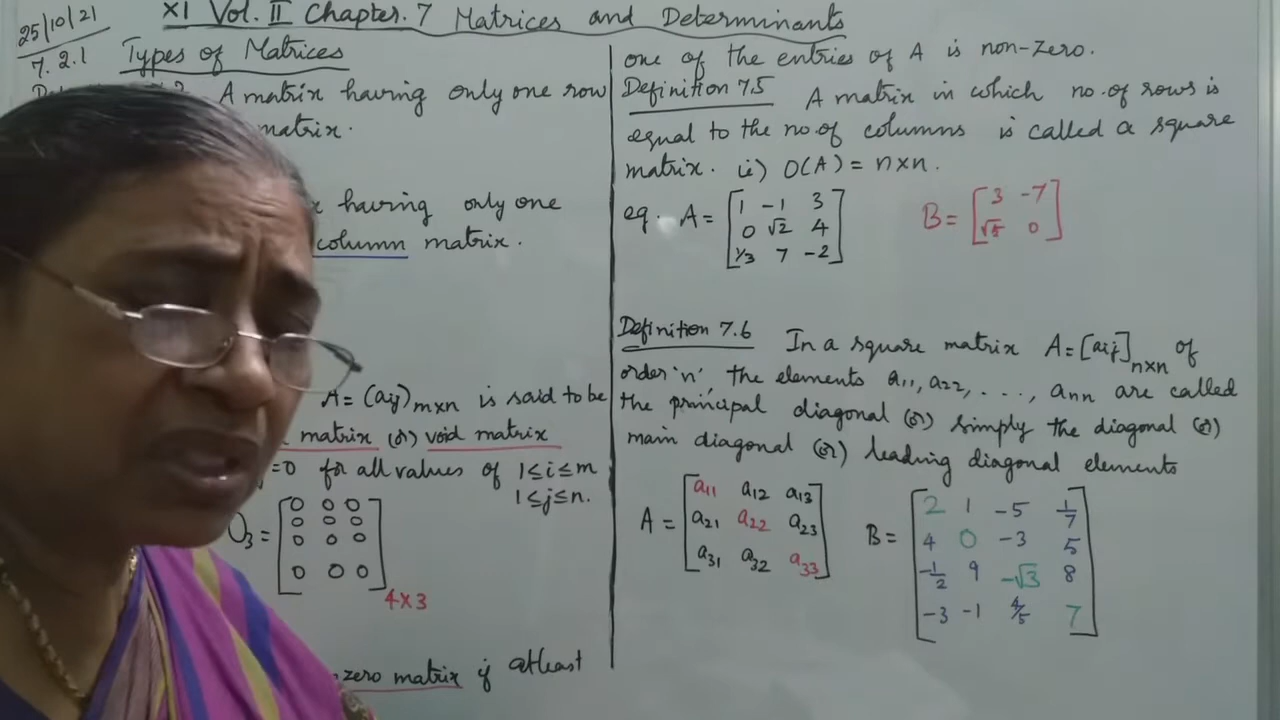 25/10/21
XI Vol. II Chapter. 7 Matrices and Determinants
7.2.1 Types of Matrices
A matrix having only one row
matrix.
having only one
column matrix.
A = (aij)m×n is said to be
matrix (or) void matrix
=0 for all values of 1≤i≤m
1≤j≤n.
O3 = [0 0 0
0 0 0
0 0 0
0 0 0]4×3
-zero matrix if atleast
one of the entries of A is non-zero.
Definition 7.5 A matrix in which no. of rows is
equal to the no. of columns is called a square
matrix. ie) O(A) = n×n.
eg. A = [1 -1 3
0 √2 4
1/3 7 -2]
B = [3 -7
0]
Definition 7.6 In a square matrix A = [aij]n×n of
order 'n', the elements a11, a22, ..., ann are called
the principal diagonal (or) simply the diagonal (or)
main diagonal (or) leading diagonal elements
A = [a11 a12 a13
a21 a22 a23
a31 a32 a33]
B = [2 1 -5 1/7
4 0 -3 5
-1/2 9 -√3 8
-3 -1 4/5 7]